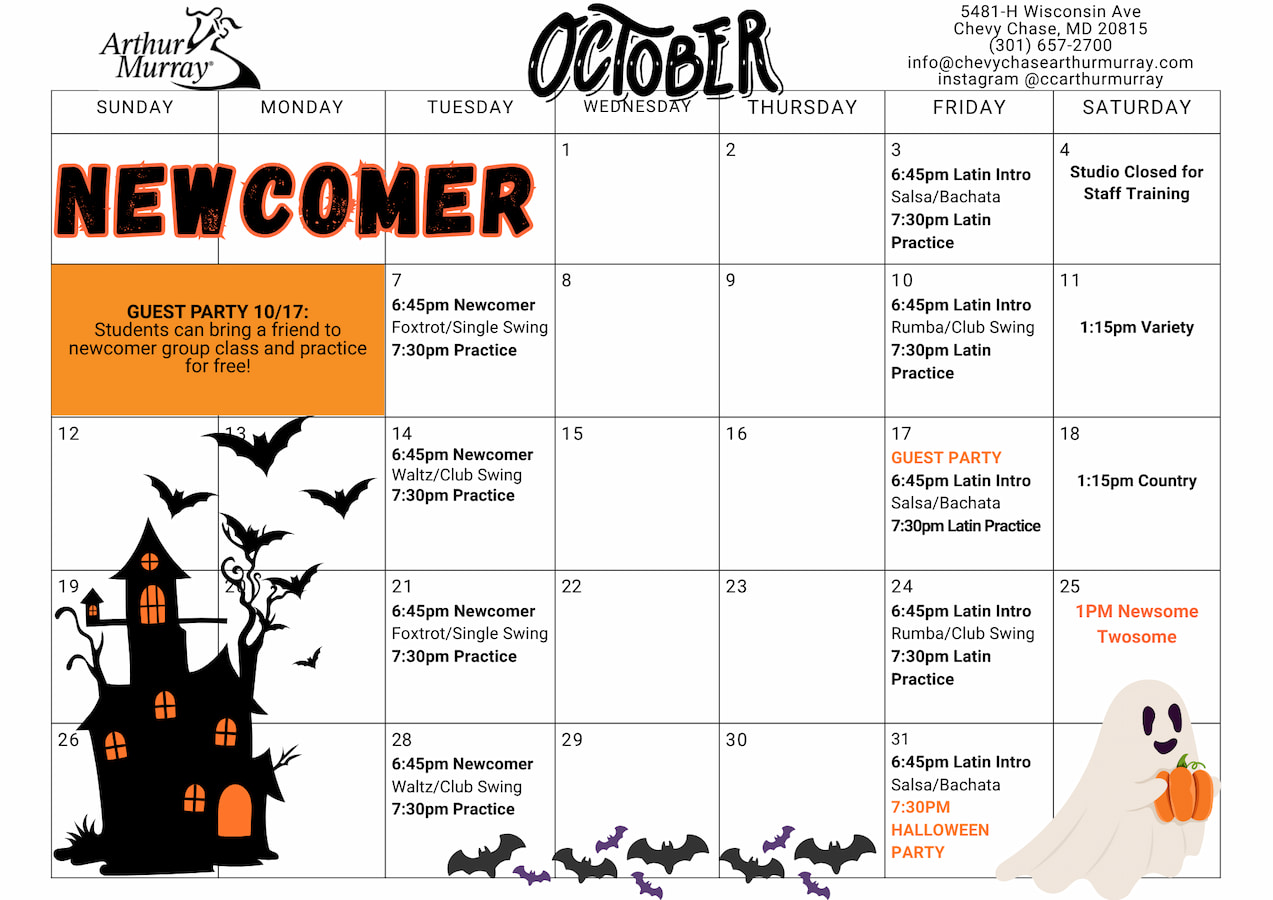 Arthur
Murray®
OCTOBER
5481-H Wisconsin Ave
Chevy Chase, MD 20815
(301) 657-2700
info@chevychasearthurmurray.com
instagram @ccarthurmurray
SUNDAY
MONDAY
TUESDAY
WEDNESDAY
THURSDAY
FRIDAY
SATURDAY
NEWCOMER
1
2
3
6:45pm Latin Intro
Salsa/Bachata
7:30pm Latin
Practice
4
Studio Closed for
Staff Training
GUEST PARTY 10/17:
Students can bring a friend to
newcomer group class and practice
for free!
7
6:45pm Newcomer
Foxtrot/Single Swing
7:30pm Practice
8
9
10
6:45pm Latin Intro
Rumba/Club Swing
7:30pm Latin
Practice
11
1:15pm Variety
12
13
14
6:45pm Newcomer
Waltz/Club Swing
7:30pm Practice
15
16
17
GUEST PARTY
6:45pm Latin Intro
Salsa/Bachata
7:30pm Latin Practice
18
1:15pm Country
19
20
21
6:45pm Newcomer
Foxtrot/Single Swing
7:30pm Practice
22
23
24
6:45pm Latin Intro
Rumba/Club Swing
7:30pm Latin
Practice
25
1PM Newsome
Twosome
26
28
6:45pm Newcomer
Waltz/Club Swing
7:30pm Practice
29
30
31
6:45pm Latin Intro
Salsa/Bachata
7:30PM
HALLOWEEN
PARTY